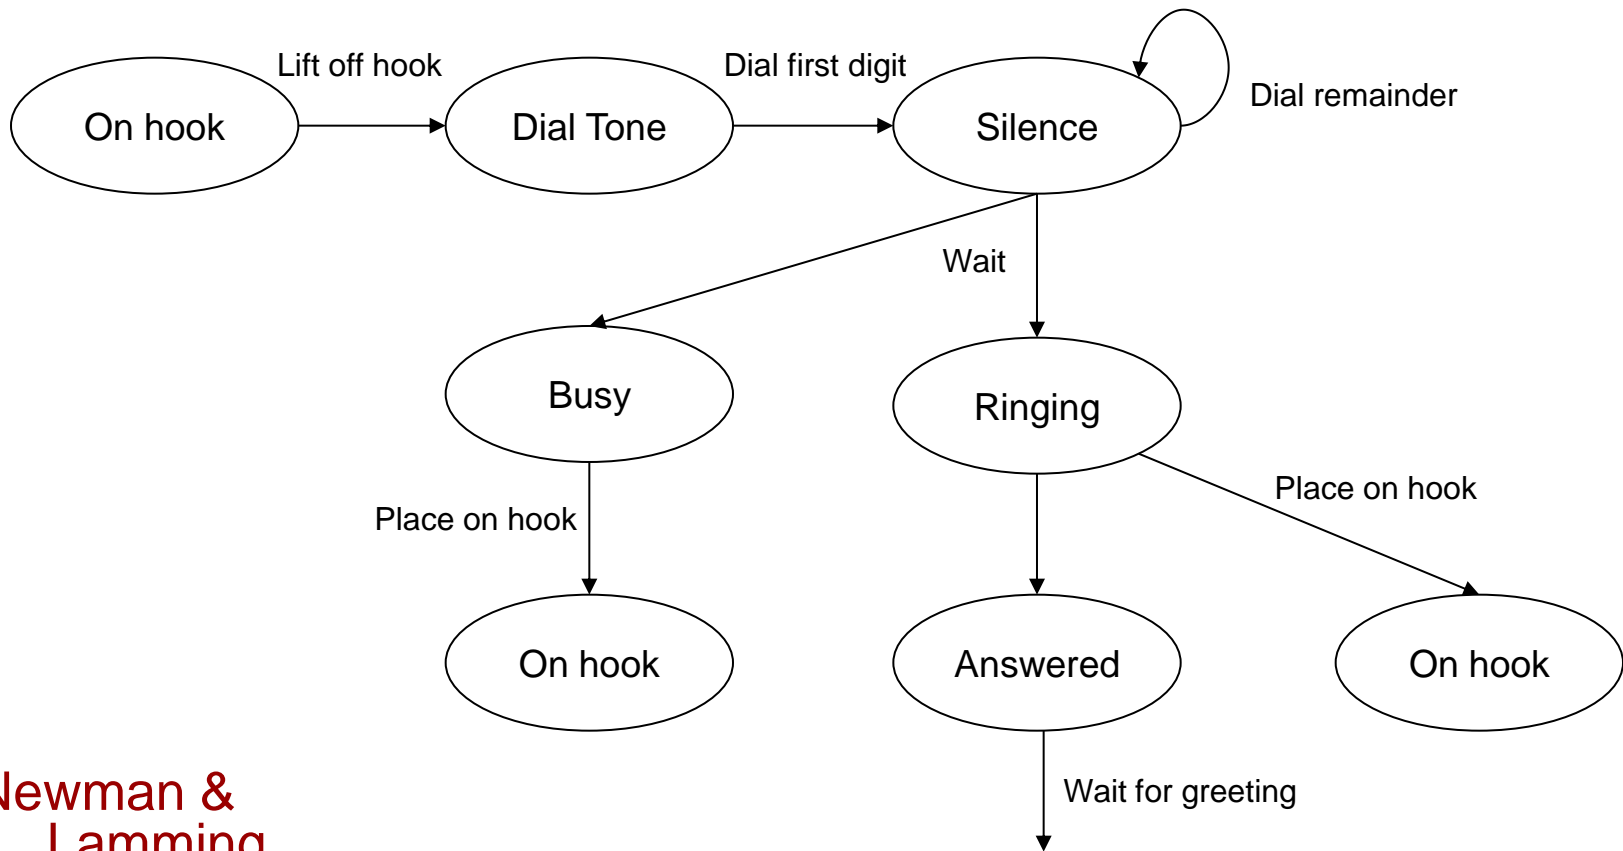 Lift off hook
Dial first digit
Dial remainder
On hook
Dial Tone
Silence
Wait
Busy
Ringing
Place on hook
Place on hook
On hook
Answered
On hook
Wait for greeting
Newman &
Lamming